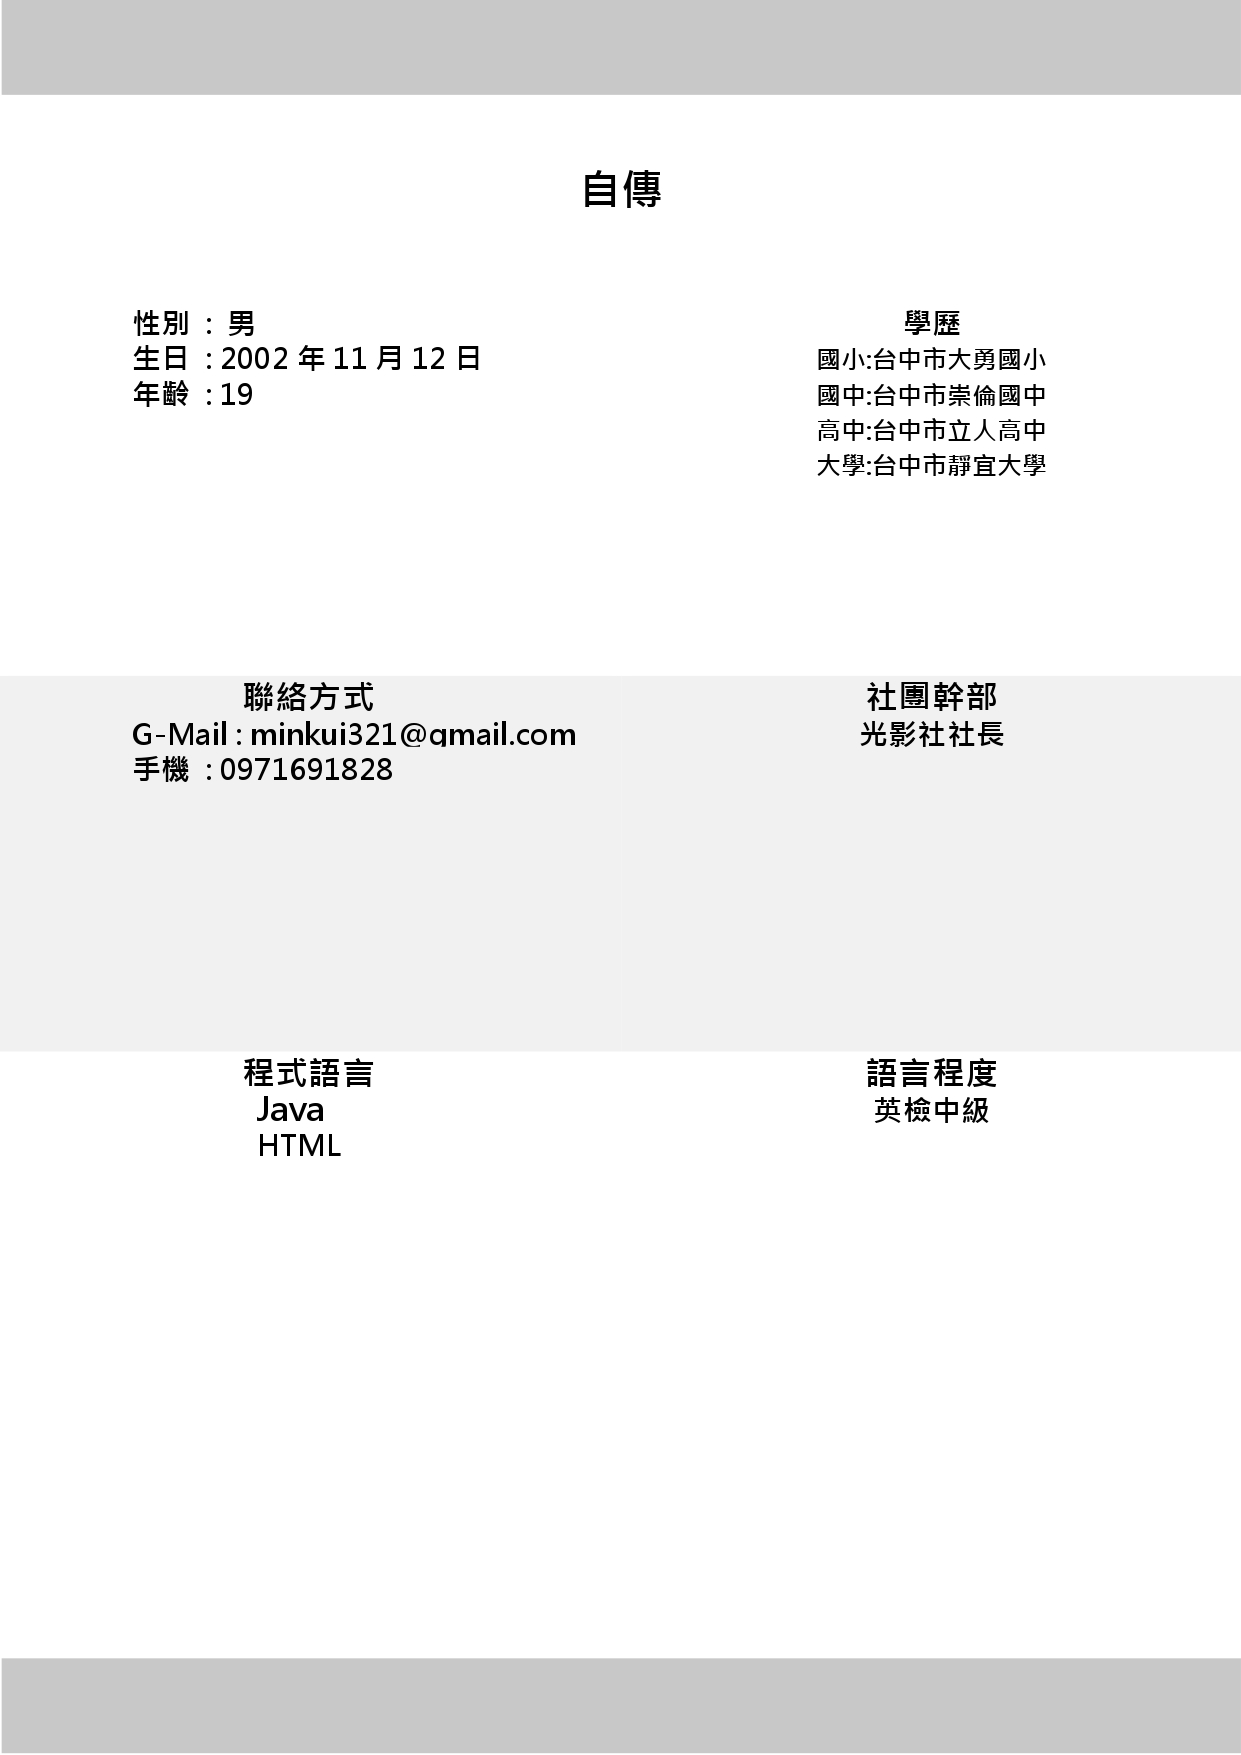 自傳
性別 : 男
生日 : 2002 年 11 月 12 日
年齡 : 19
學歷
國小:台中市大勇國小
國中:台中市崇倫國中
高中:台中市立人高中
大學:台中市靜宜大學
聯絡方式
G-Mail : minkui321@gmail.com
手機 : 0971691828
社團幹部
光影社社長
程式語言
Java
HTML
語言程度
英檢中級